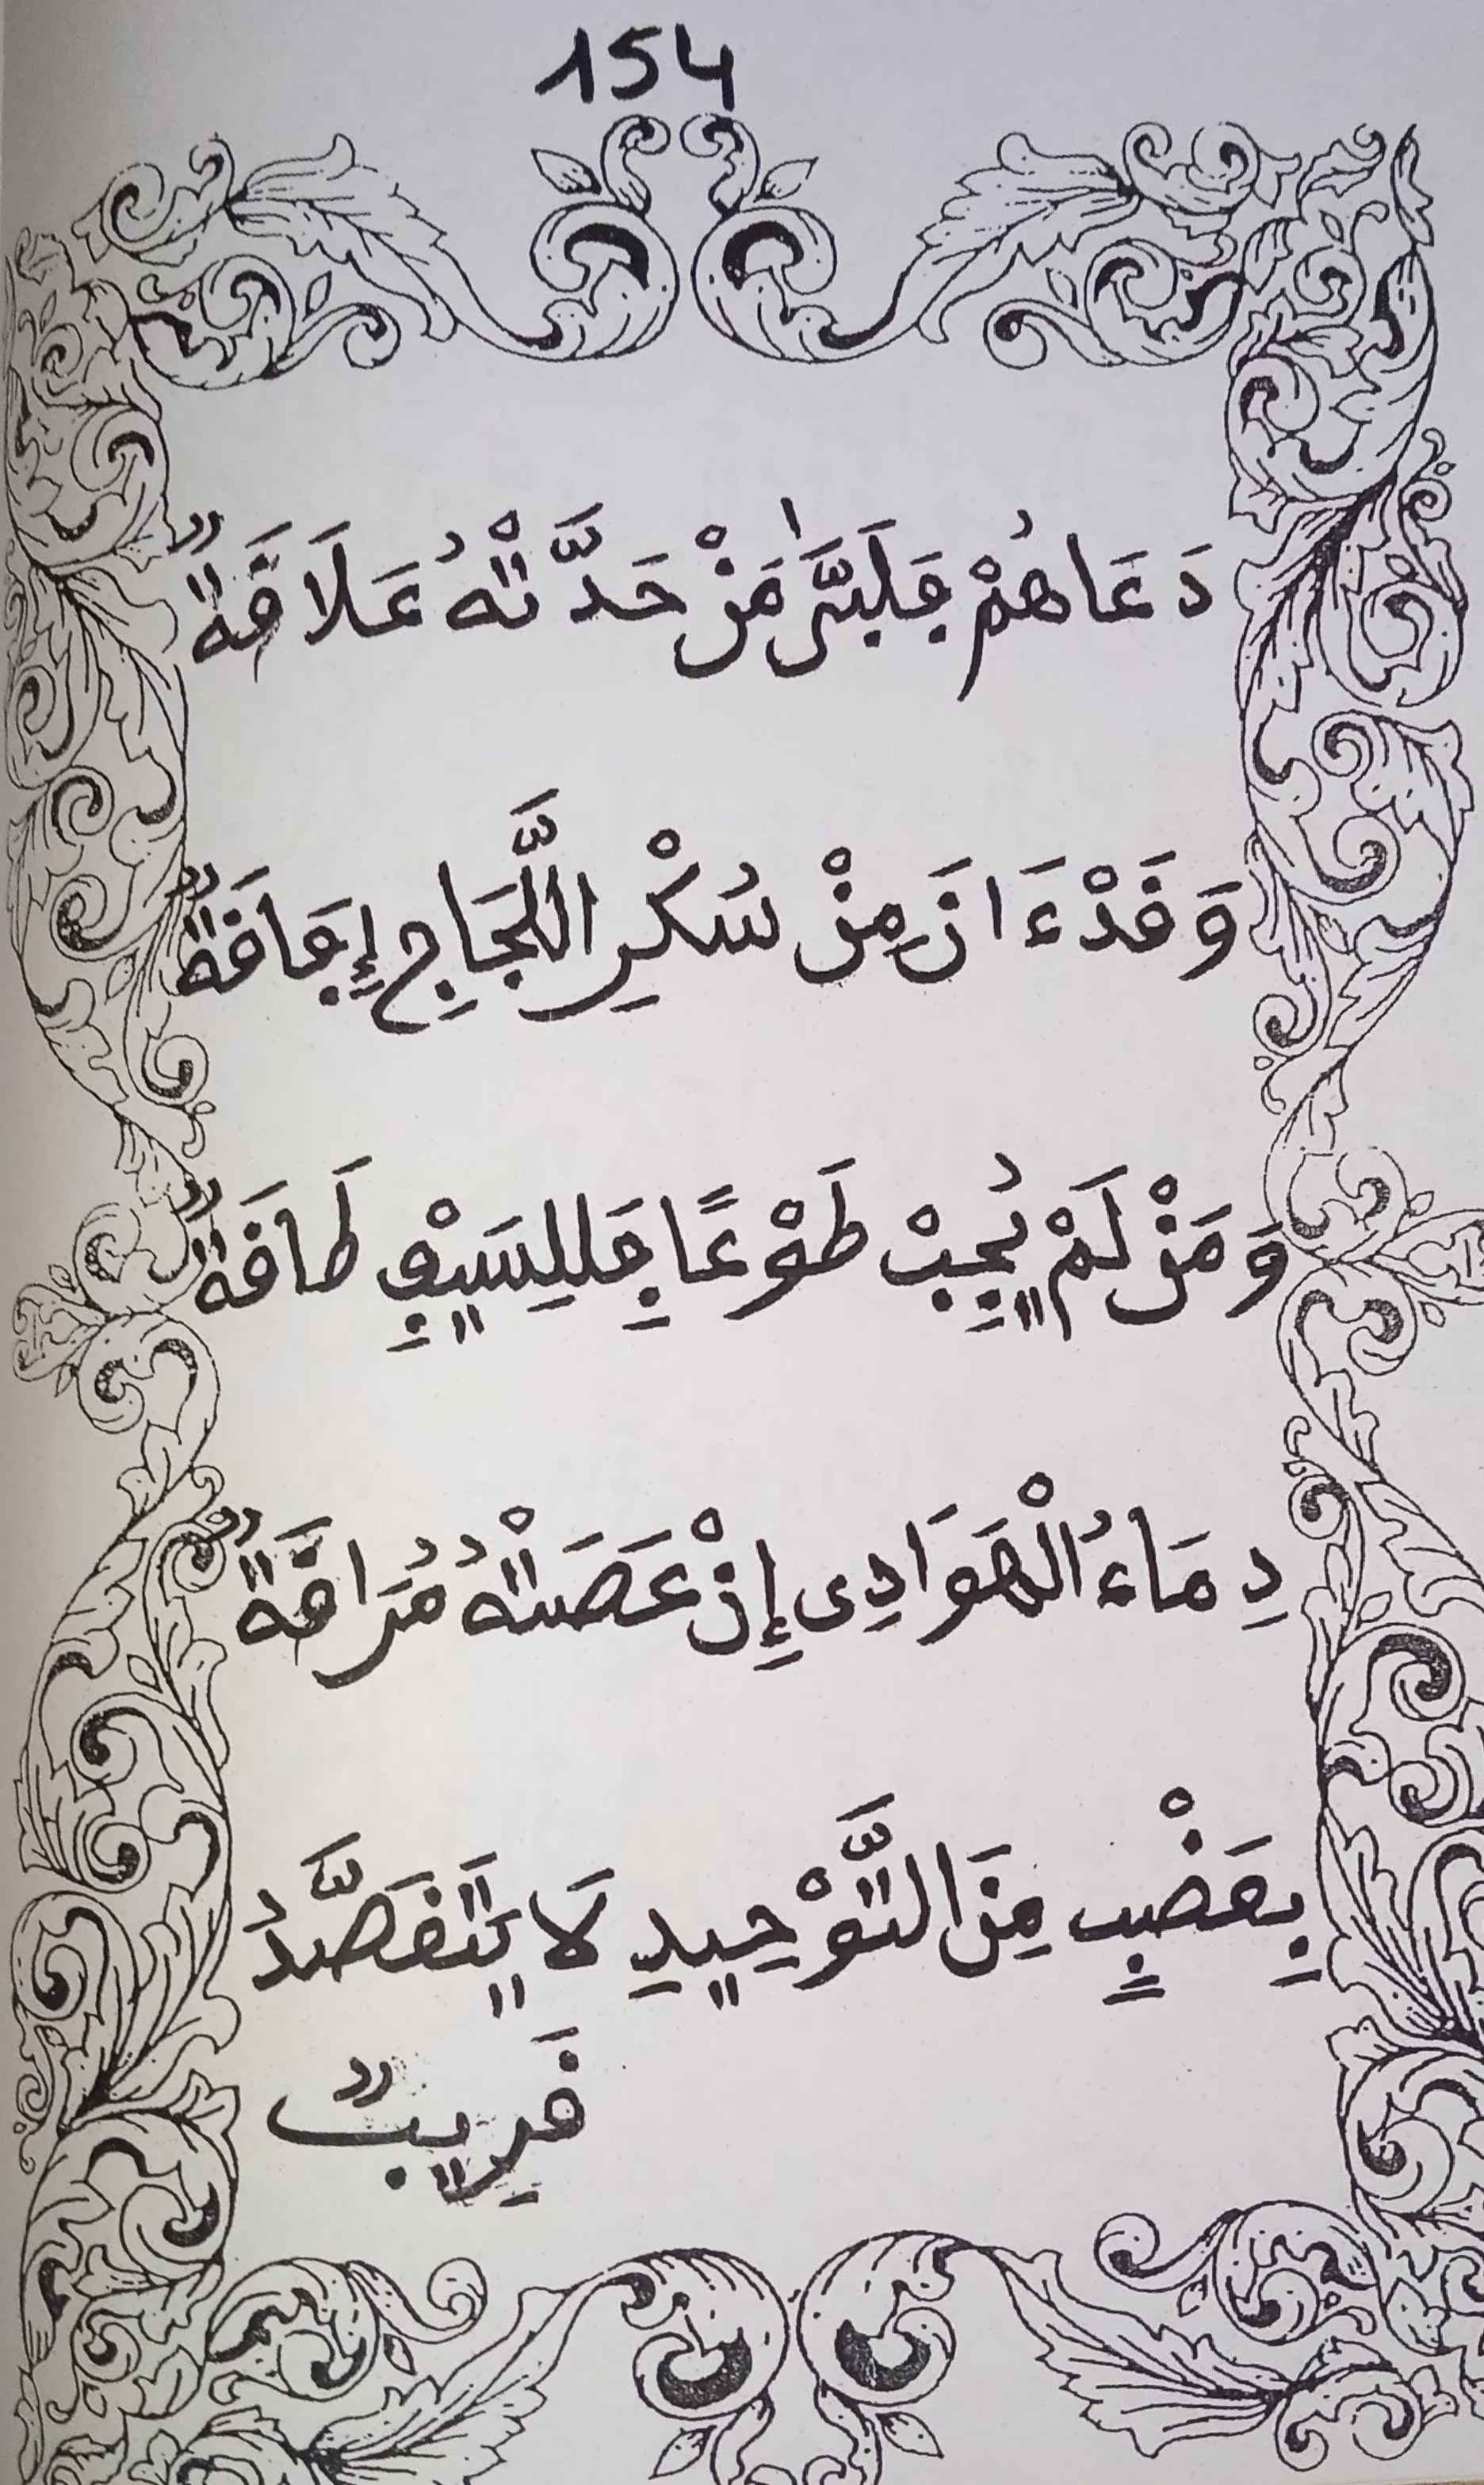 154
دَعَاهُمْ فَلَبَّىٰ مَنْ حَدَّتْهُ عَلَاقَةٌ
وَقَدْ ءَانَ مِنْ سُكْرِ اللَّجَاجِ إِفَاقَةٌ
وَمَنْ لَمْ يُجِبْ طَوْعًا فَلِلسَيْفِ طَاقَةٌ
دِمَاءُ الْهَوَادِى إِنْ عَصَتْهُ مُرَاقَةٌ
بِعَضْبٍ مِنَ التَّوْحِيدِ لَا يَتَقَصَّدُ
قَرِيبٌ